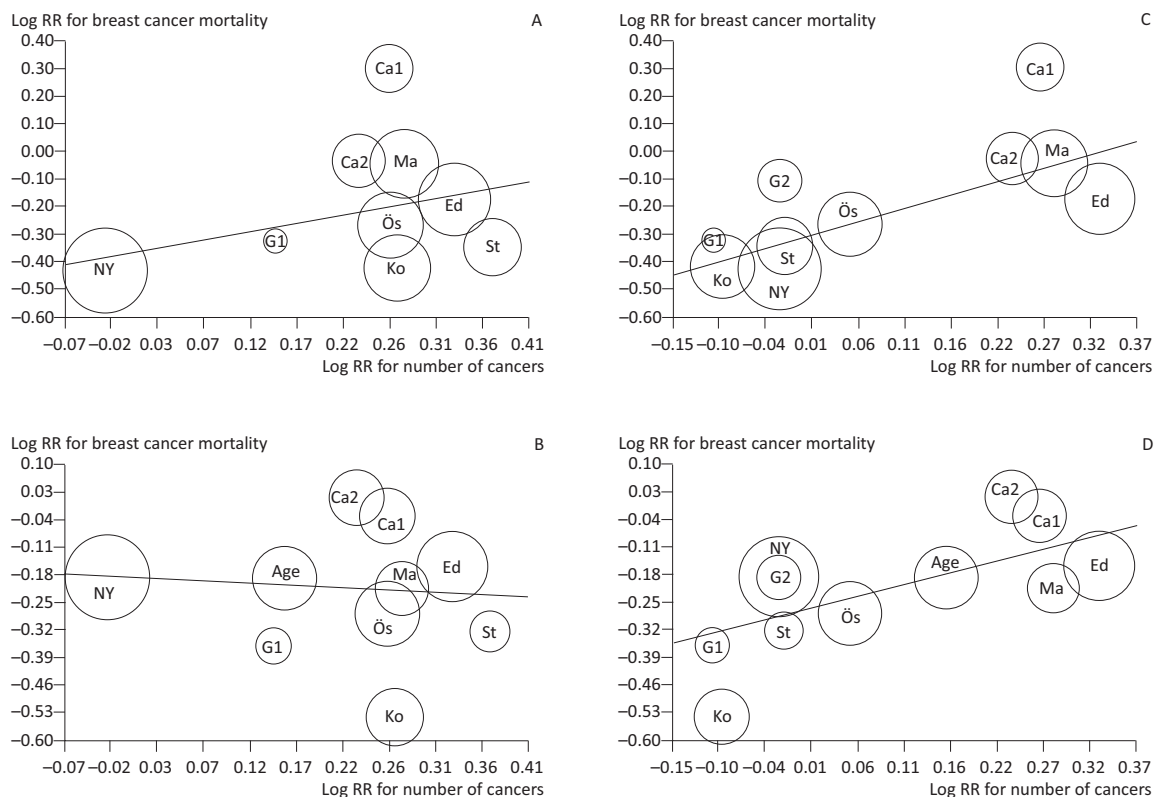 Log RR for breast cancer mortality A
0.40
0.30
0.20
0.10
0.00
−0.10
−0.20
−0.30
−0.40
−0.50
−0.60
Ca1
Ca2
Ma
Ed
Ös
G1
St
NY
Ko
−0.07 −0.02 0.03 0.07 0.12 0.17 0.22 0.26 0.31 0.36 0.41
Log RR for number of cancers
Log RR for breast cancer mortality C
0.40
0.30
0.20
0.10
0.00
−0.10
−0.20
−0.30
−0.40
−0.50
−0.60
Ca1
Ca2
Ma
G2
Ed
Ös
G1
St
Ko
NY
−0.15 −0.10 −0.04 0.01 0.06 0.11 0.16 0.22 0.27 0.32 0.37
Log RR for number of cancers
Log RR for breast cancer mortality B
0.10
0.03
−0.04
−0.11
−0.18
−0.25
−0.32
−0.39
−0.46
−0.53
−0.60
Ca2
Ca1
Ed
Age
Ma
NY
Ös
St
G1
Ko
−0.07 −0.02 0.03 0.07 0.12 0.17 0.22 0.26 0.31 0.36 0.41
Log RR for number of cancers
Log RR for breast cancer mortality D
0.10
0.03
−0.04
−0.11
−0.18
−0.25
−0.32
−0.39
−0.46
−0.53
−0.60
Ca2
Ca1
NY
Age
Ed
G2
Ma
Ös
St
G1
Ko
−0.15 −0.10 −0.04 0.01 0.06 0.11 0.16 0.22 0.27 0.32 0.37
Log RR for number of cancers